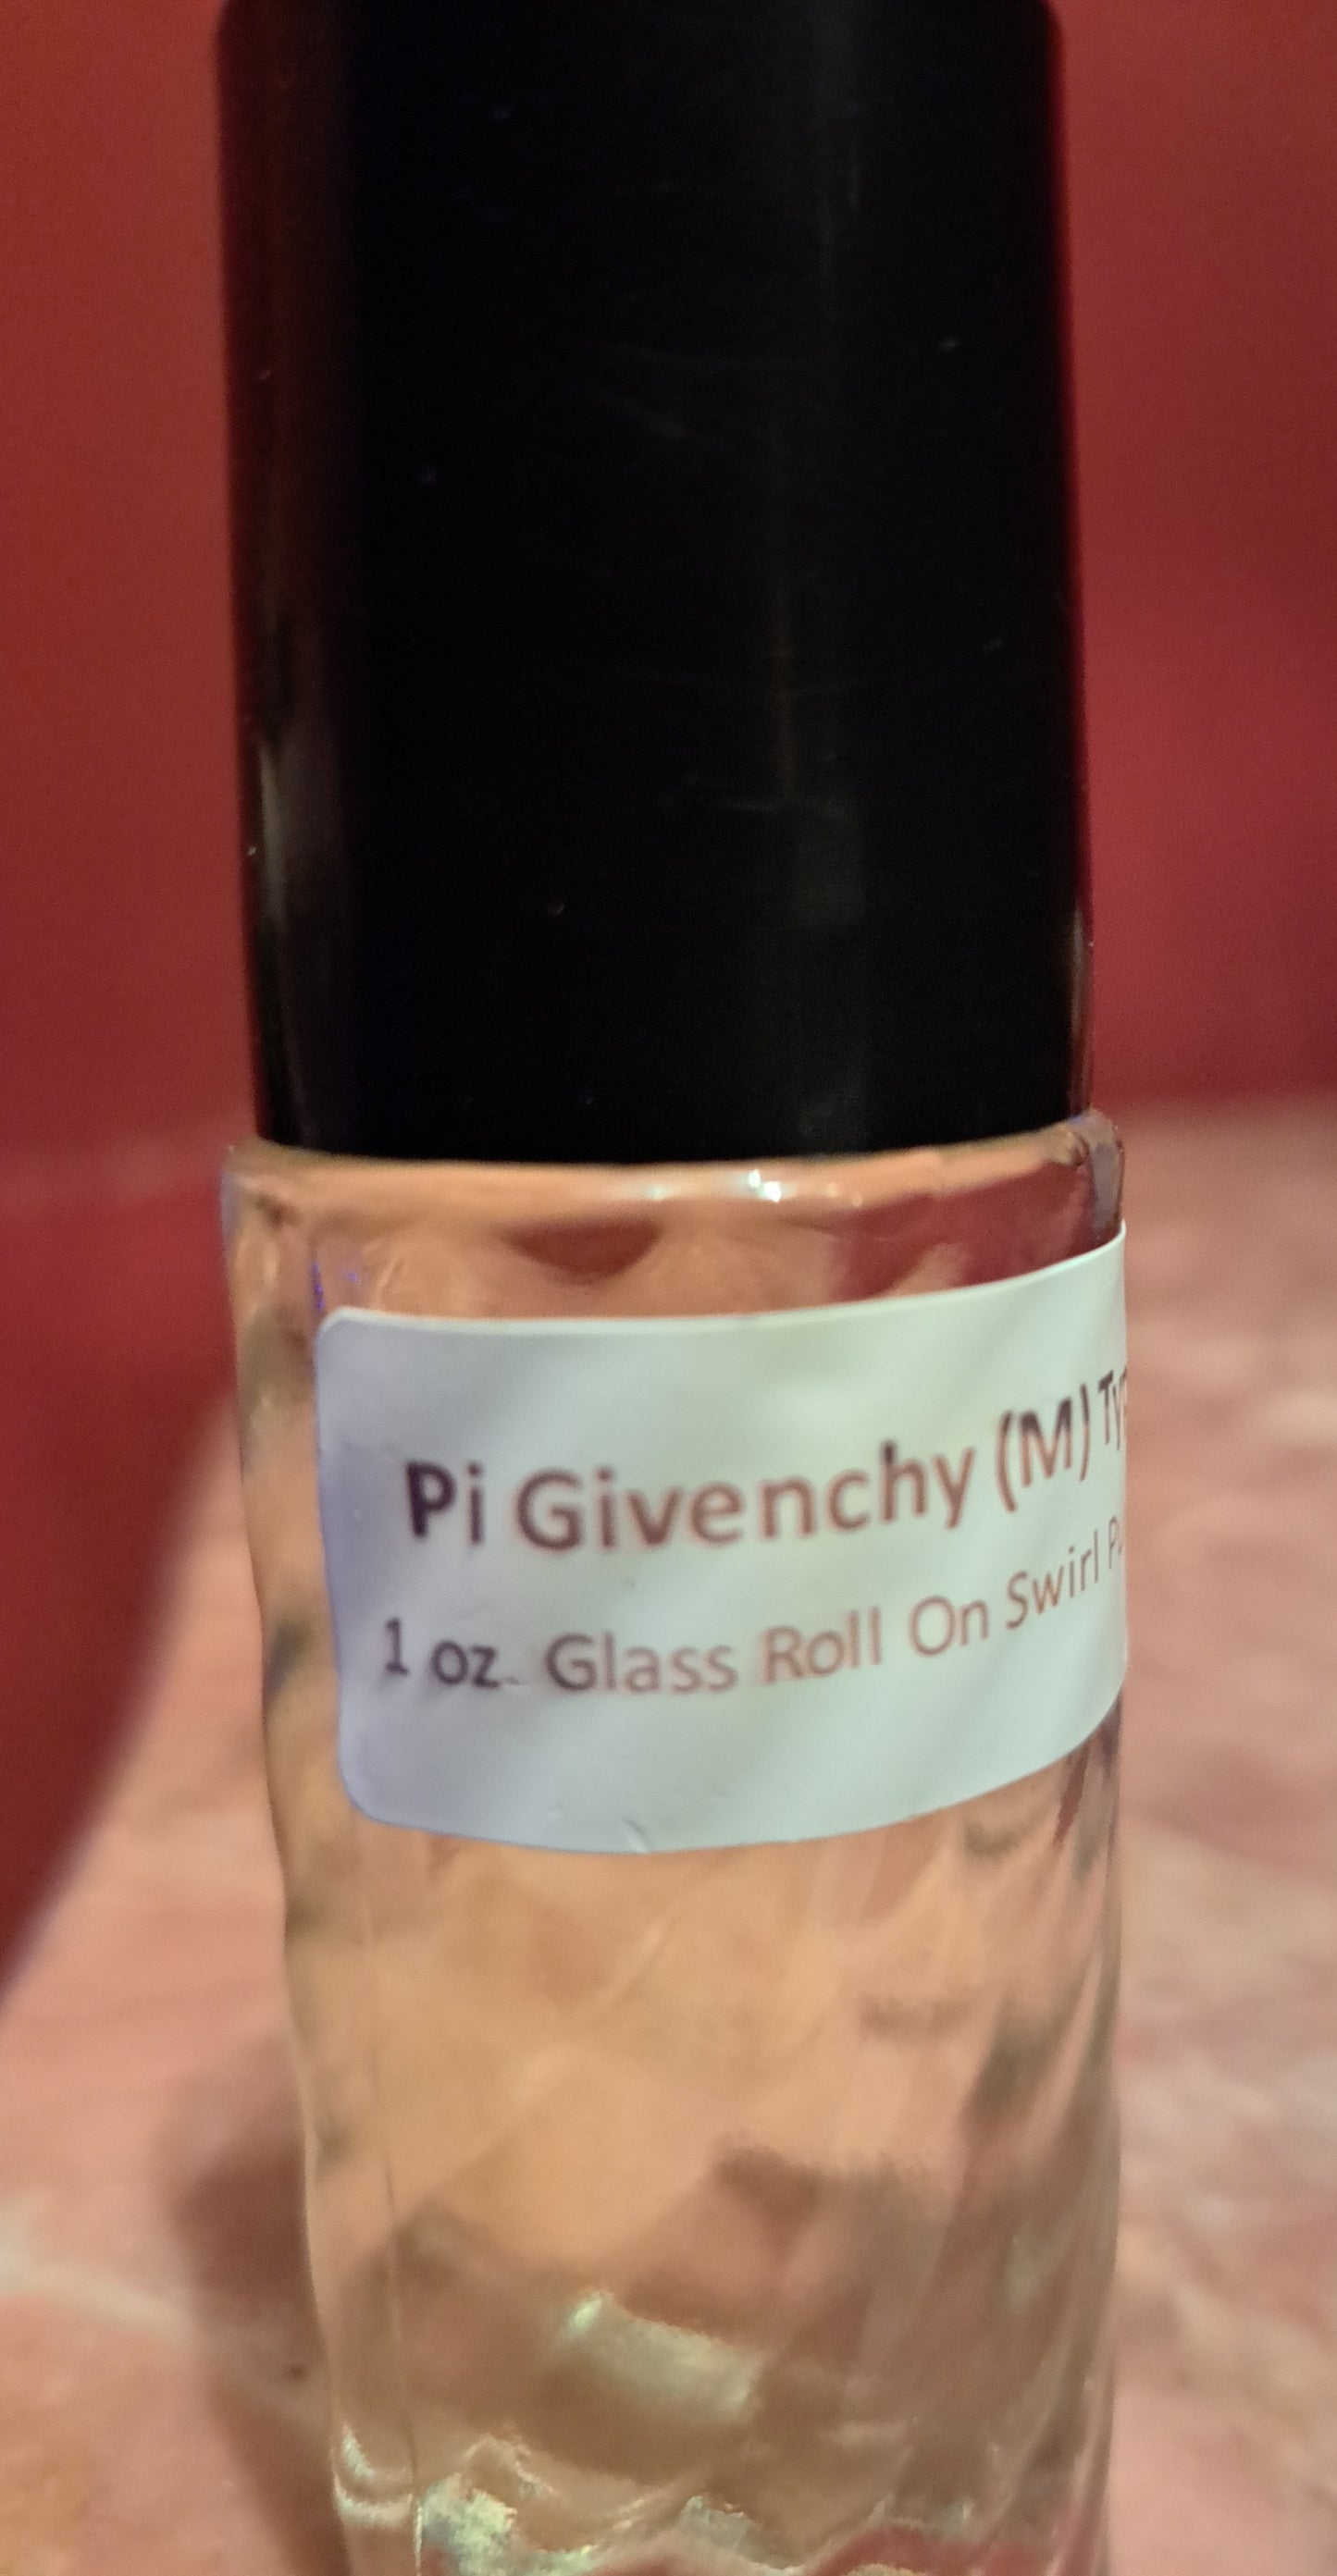 Pi Givenchy (M)
1 oz. Glass Roll On Swirl